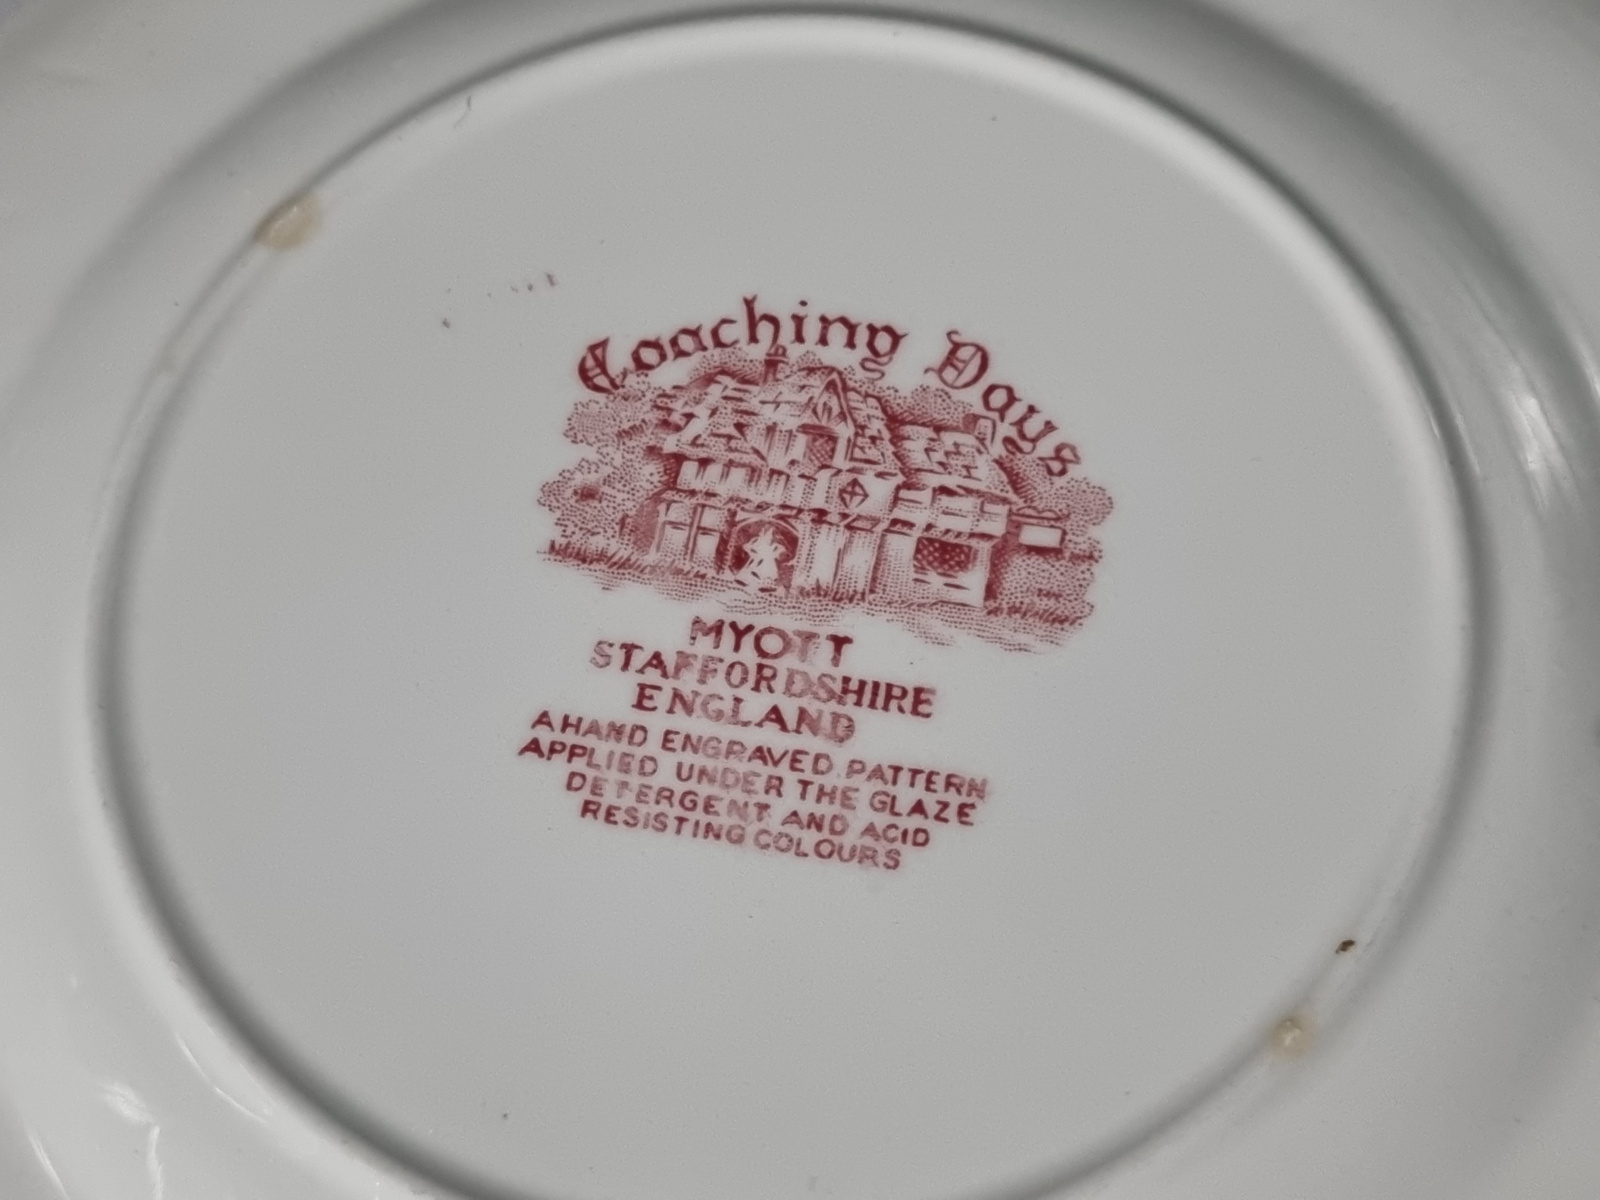 Coaching Days
MYOTT
STAFFORDSHIRE
ENGLAND
A HAND ENGRAVED PATTERN
APPLIED UNDER THE GLAZE
DETERGENT AND ACID
RESISTING COLOURS